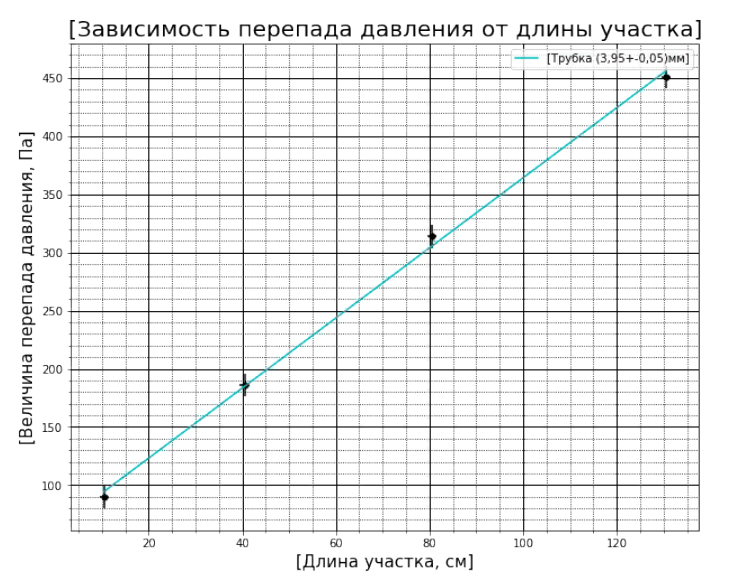 [Зависимость перепада давления от длины участка]
[Трубка (3,95+-0,05)мм]
[Величина перепада давления, Па]
450
400
350
300
250
200
150
100
20 40 60 80 100 120
[Длина участка, см]